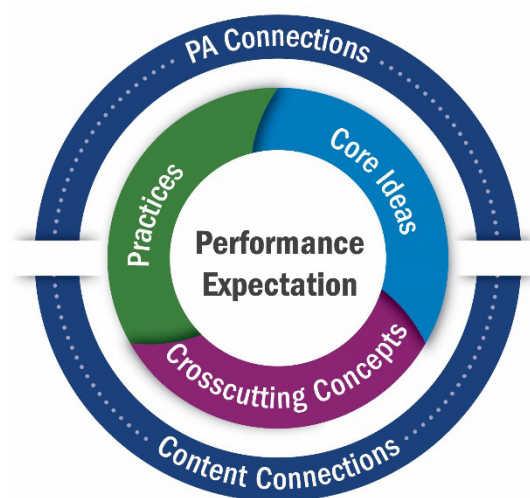 PA Connections
Practices
Core Ideas
Performance
Expectation
Crosscutting Concepts
Content Connections